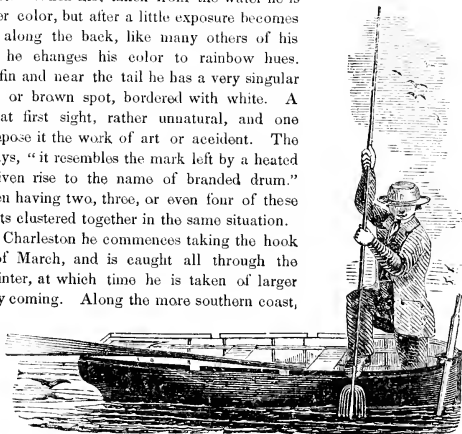 er color, but after a little exposure becomes
along the back, like many others of his
he changes his color to rainbow hues.
fin and near the tail he has a very singular
or brown spot, bordered with white. A
at first sight, rather unnatural, and one
pose it the work of art or accident. The
ys, “it resembles the mark left by a heated
iven rise to the name of branded drum.”
en having two, three, or even four of these
ts clustered together in the same situation.
Charleston he commences taking the hook
of March, and is caught all through the
inter, at which time he is taken of larger
y coming. Along the more southern coast,